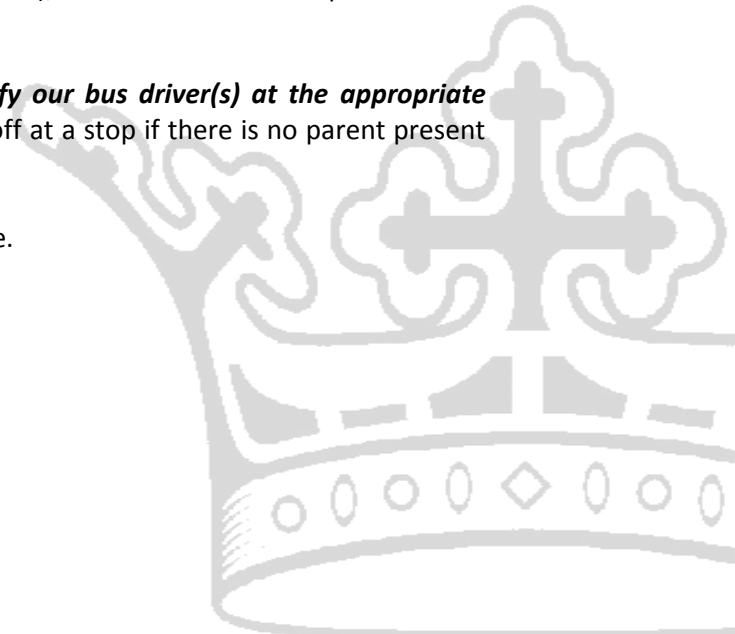 fy our bus driver(s) at the appropriate
off at a stop if there is no parent present
e.